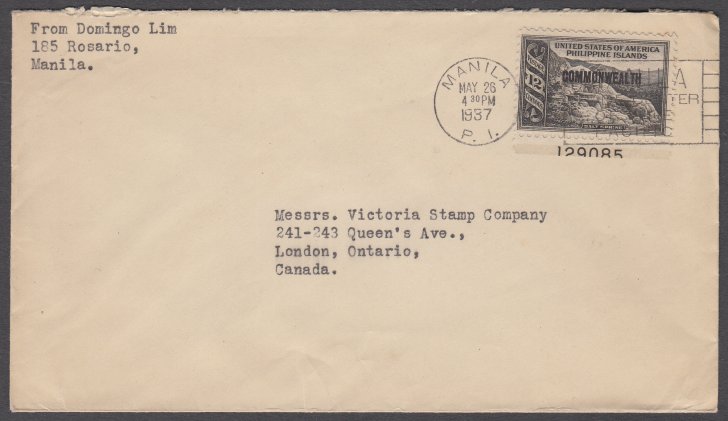 From Domingo Lim
185 Rosario,
Manila.
MANILA
MAY 26
4 30 PM
1937
P. I.
UNITED STATES OF AMERICA
PHILIPPINE ISLANDS
COMMONWEALTH
12
129085
Messrs. Victoria Stamp Company
241-243 Queen's Ave.,
London, Ontario,
Canada.